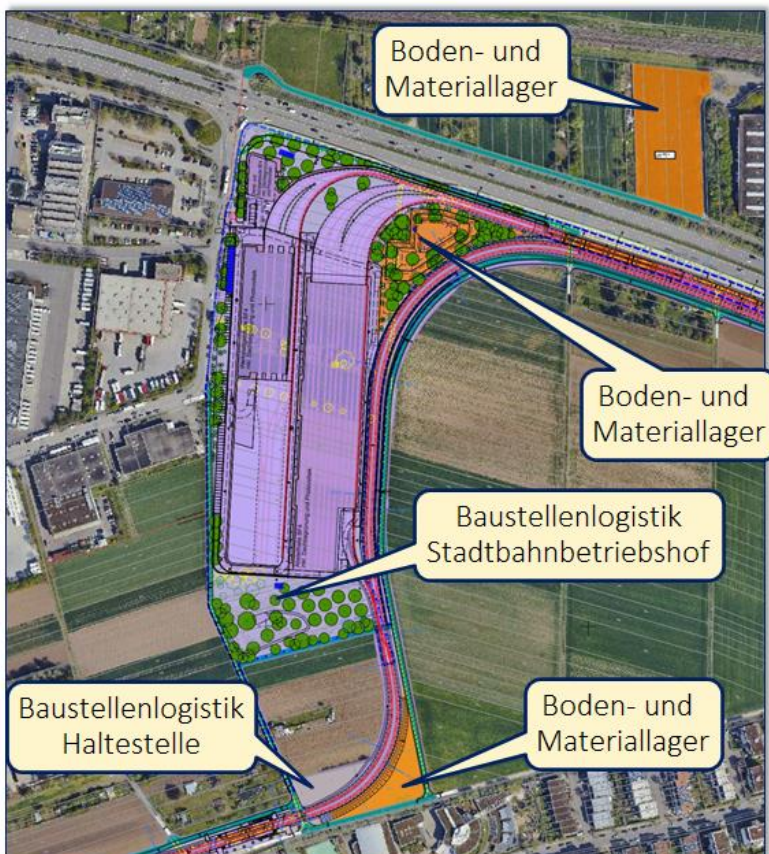 Boden- und
Materiallager
Boden- und
Materiallager
Baustellenlogistik
Stadtbahnbetriebshof
Baustellenlogistik
Haltestelle
Boden- und
Materiallager